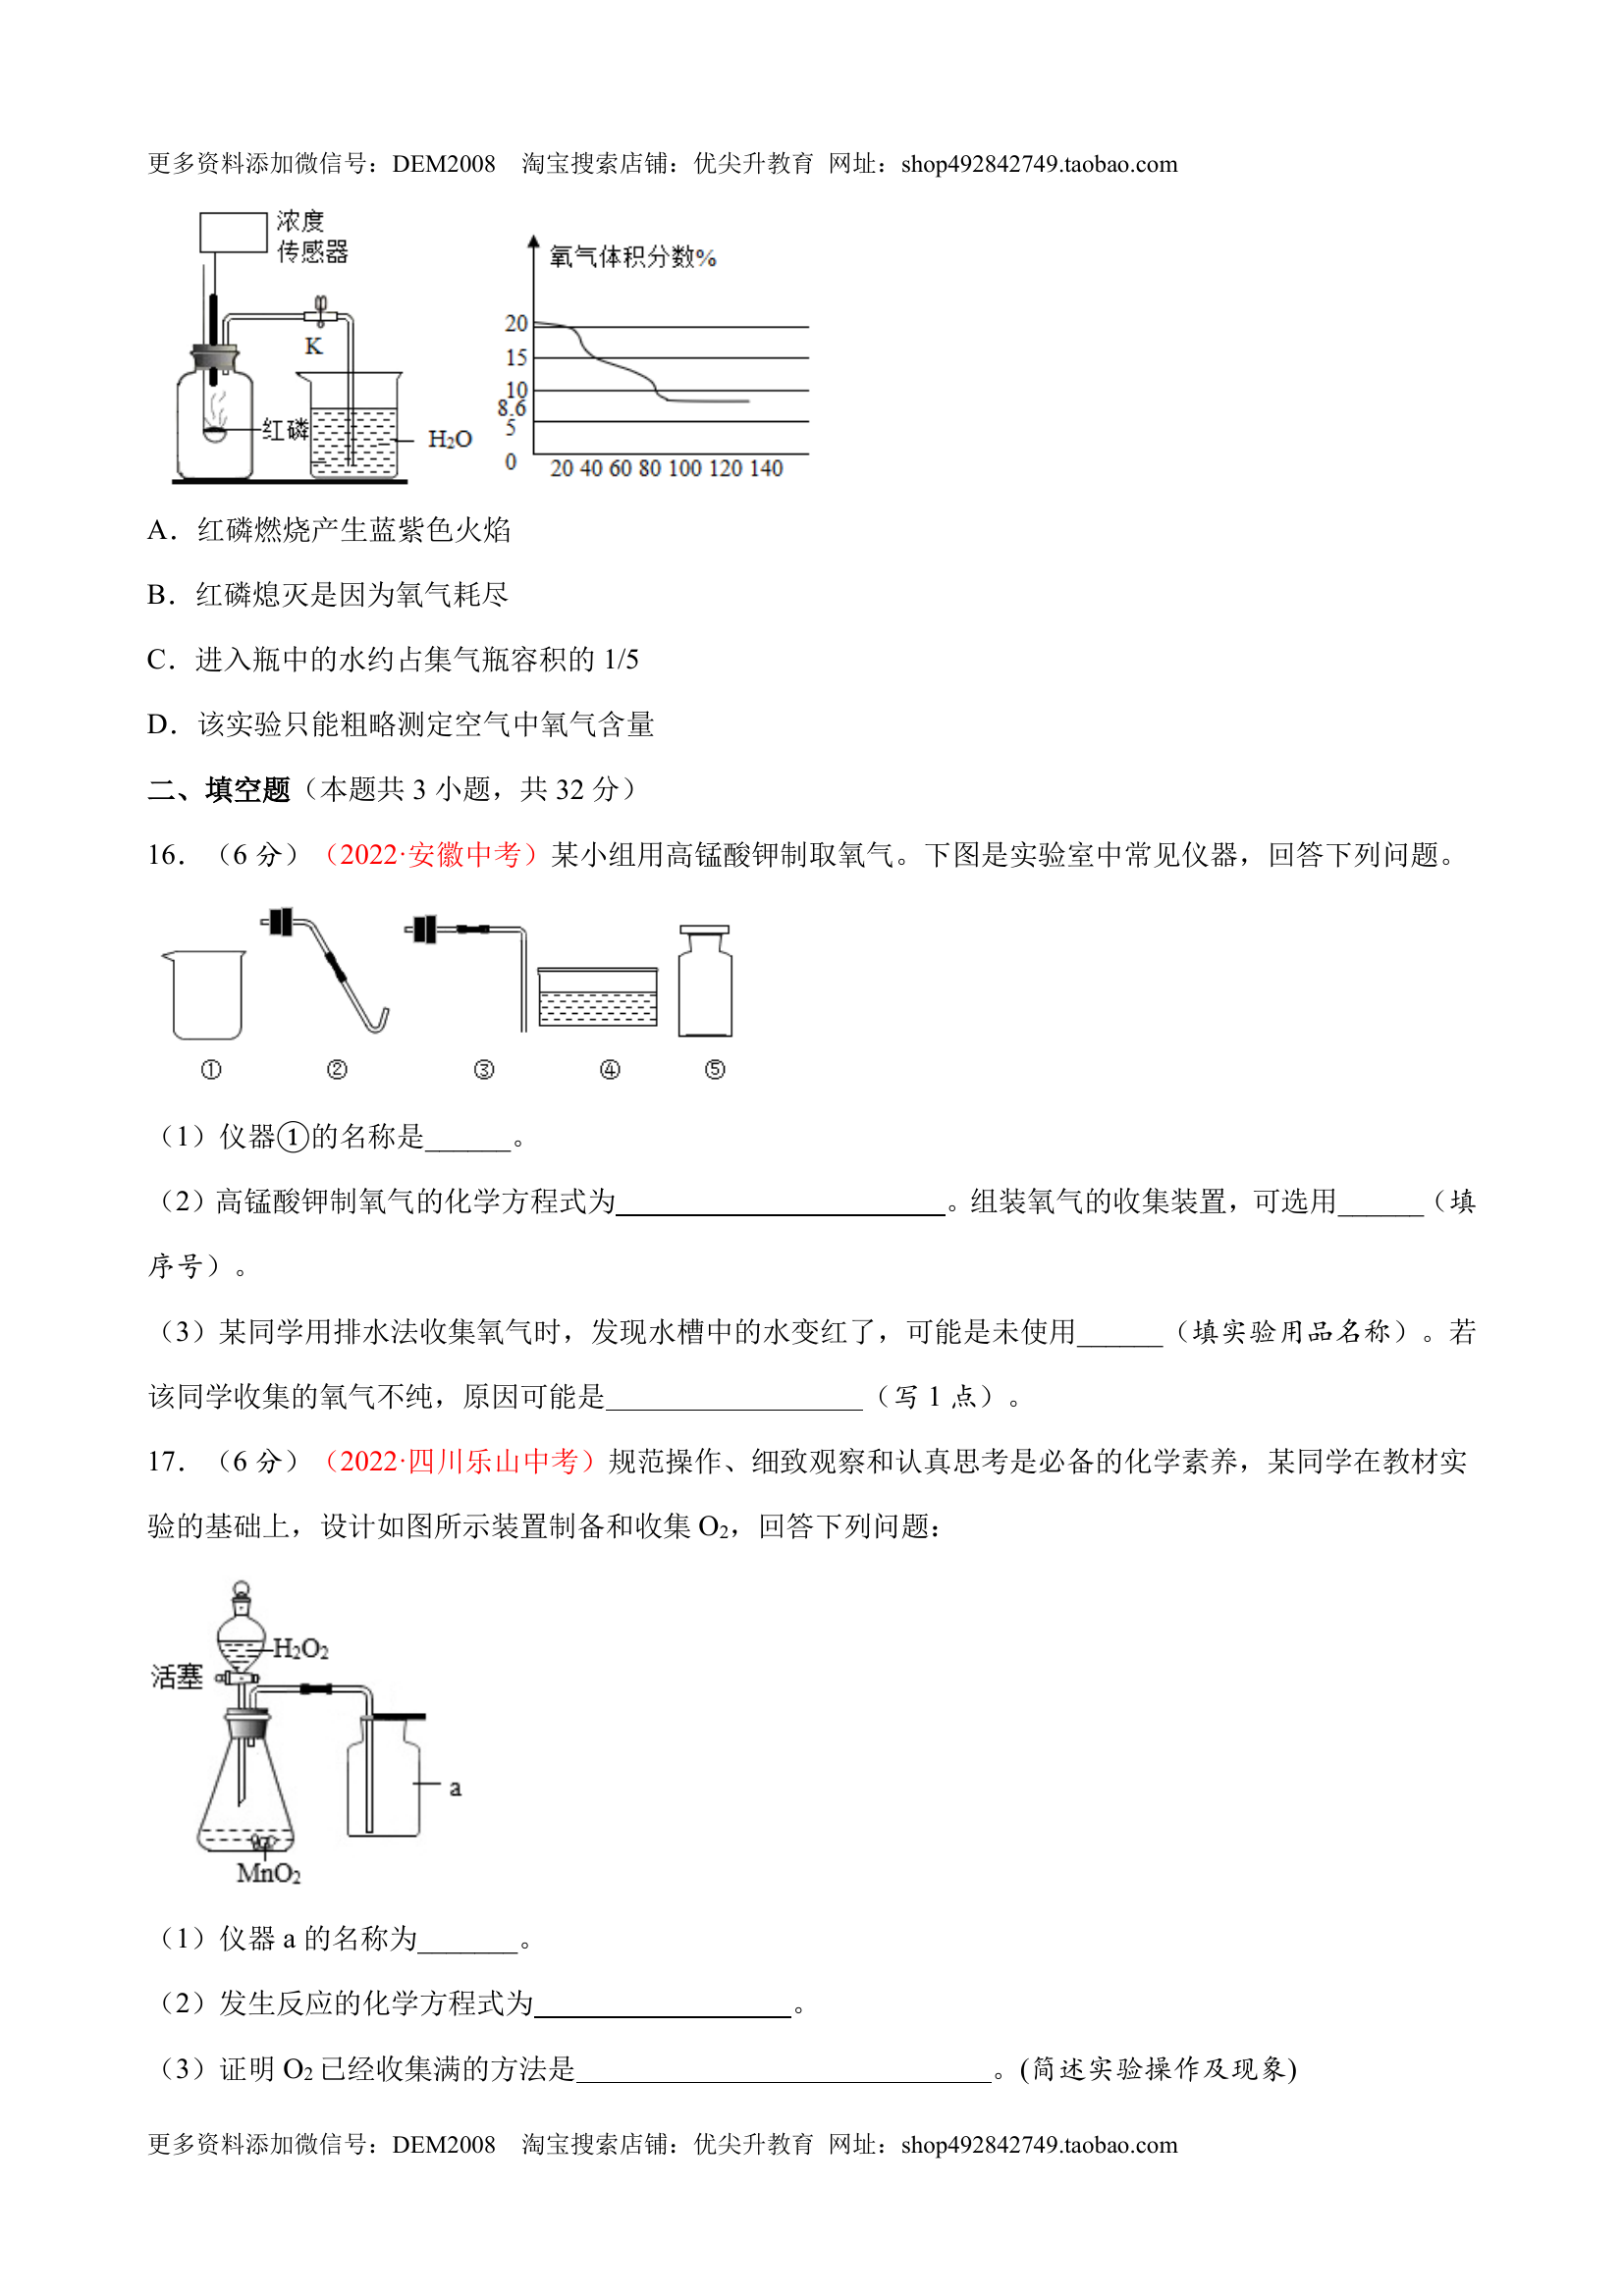 更多资料添加微信号：DEM2008 淘宝搜索店铺：优尖升教育 网址：shop492842749.taobao.com
浓度
传感器
K
红磷
H₂O
氧气体积分数%
20
15
10
8.6
5
0
20 40 60 80 100 120 140
A．红磷燃烧产生蓝紫色火焰
B．红磷熄灭是因为氧气耗尽
C．进入瓶中的水约占集气瓶容积的 1/5
D．该实验只能粗略测定空气中氧气含量
二、填空题（本题共 3 小题，共 32 分）
16．（6 分）（2022·安徽中考）某小组用高锰酸钾制取氧气。下图是实验室中常见仪器，回答下列问题。
① ② ③ ④ ⑤
（1）仪器①的名称是______。
（2）高锰酸钾制氧气的化学方程式为_______________________。组装氧气的收集装置，可选用______（填
序号）。
（3）某同学用排水法收集氧气时，发现水槽中的水变红了，可能是未使用______（填实验用品名称）。若
该同学收集的氧气不纯，原因可能是__________________（写 1 点）。
17．（6 分）（2022·四川乐山中考）规范操作、细致观察和认真思考是必备的化学素养，某同学在教材实
验的基础上，设计如图所示装置制备和收集 O₂，回答下列问题：
H₂O₂
活塞
a
MnO₂
（1）仪器 a 的名称为_______。
（2）发生反应的化学方程式为__________________。
（3）证明 O₂ 已经收集满的方法是_____________________________。(简述实验操作及现象)
更多资料添加微信号：DEM2008 淘宝搜索店铺：优尖升教育 网址：shop492842749.taobao.com